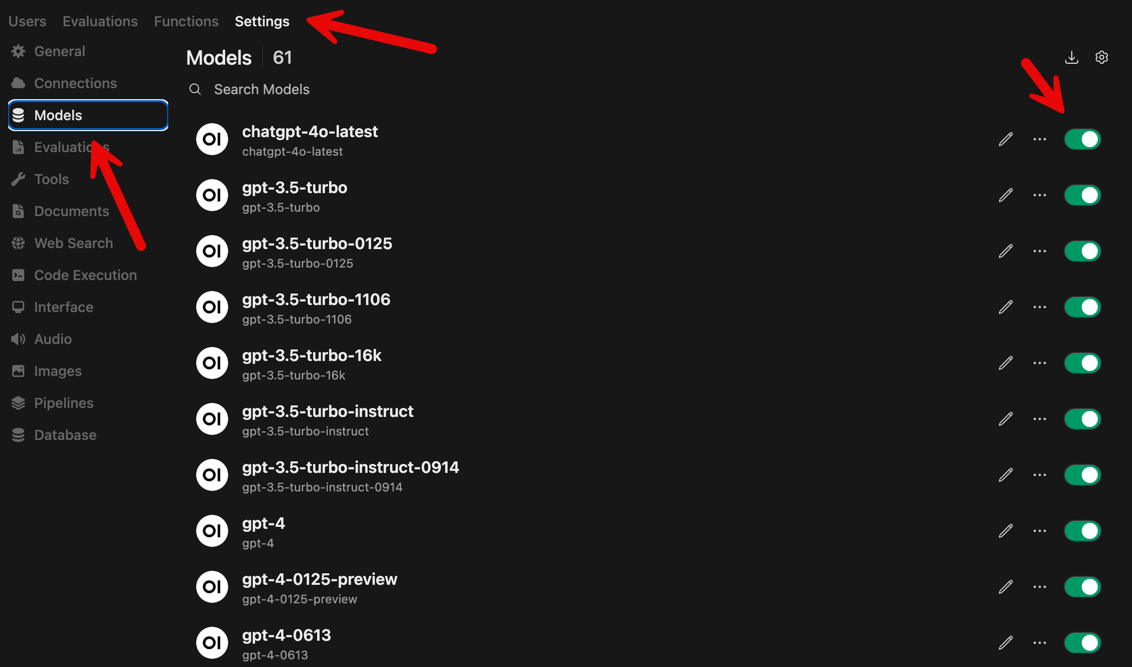 Users Evaluations Functions Settings
General
Connections
Models
Evaluations
Tools
Documents
Web Search
Code Execution
Interface
Audio
Images
Pipelines
Database
Models 61
Search Models
OI chatgpt-4o-latest
chatgpt-4o-latest
OI gpt-3.5-turbo
gpt-3.5-turbo
OI gpt-3.5-turbo-0125
gpt-3.5-turbo-0125
OI gpt-3.5-turbo-1106
gpt-3.5-turbo-1106
OI gpt-3.5-turbo-16k
gpt-3.5-turbo-16k
OI gpt-3.5-turbo-instruct
gpt-3.5-turbo-instruct
OI gpt-3.5-turbo-instruct-0914
gpt-3.5-turbo-instruct-0914
OI gpt-4
gpt-4
OI gpt-4-0125-preview
gpt-4-0125-preview
OI gpt-4-0613
gpt-4-0613